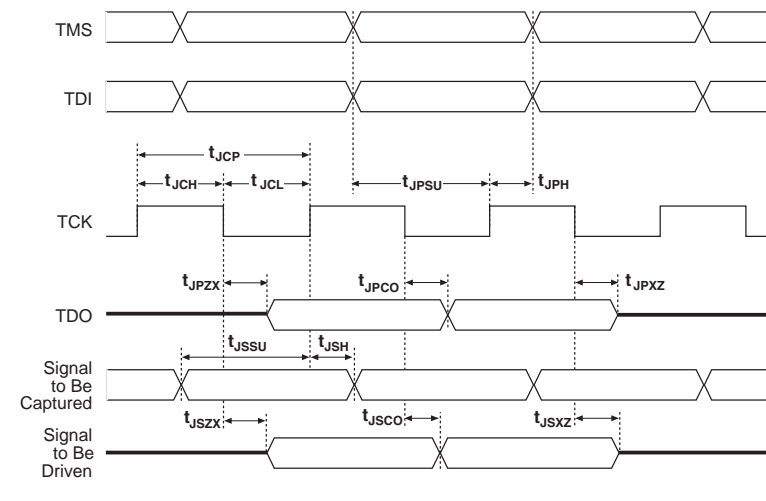 TMS
TDI
tJCP
tJCH
tJCL
tJPSU
tJPH
TCK
tJPZX
tJPCO
tJPXZ
TDO
tJSSU
tJSH
Signal
to Be
Captured
tJSZX
tJSCO
tJSXZ
Signal
to Be
Driven